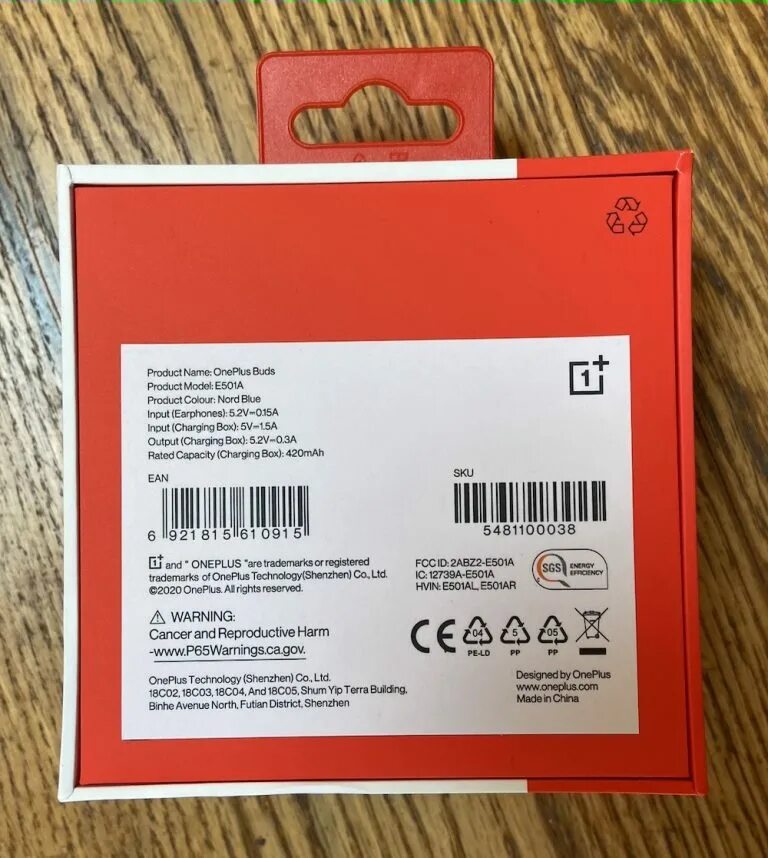 Product Name: OnePlus Buds
Product Model: E501A
Product Colour: Nord Blue
Input (Earphones): 5.2V⎓0.15A
Input (Charging Box): 5V⎓1.5A
Output (Charging Box): 5.2V⎓0.3A
Rated Capacity (Charging Box): 420mAh
EAN
6 921815 610915
SKU
5481100038
1+ and " ONEPLUS "are trademarks or registered
trademarks of OnePlus Technology(Shenzhen) Co., Ltd.
©2020 OnePlus. All rights reserved.
FCC ID: 2ABZ2-E501A
IC: 12739A-E501A
HVIN: E501AL, E501AR
SGS ENERGY
EFFICIENCY
WARNING:
Cancer and Reproductive Harm
-www.P65Warnings.ca.gov.
CE
04
PE-LD
5
PP
05
PP
OnePlus Technology (Shenzhen) Co., Ltd.
18C02, 18C03, 18C04, And 18C05, Shum Yip Terra Building,
Binhe Avenue North, Futian District, Shenzhen
Designed by OnePlus
www.oneplus.com
Made in China
1+